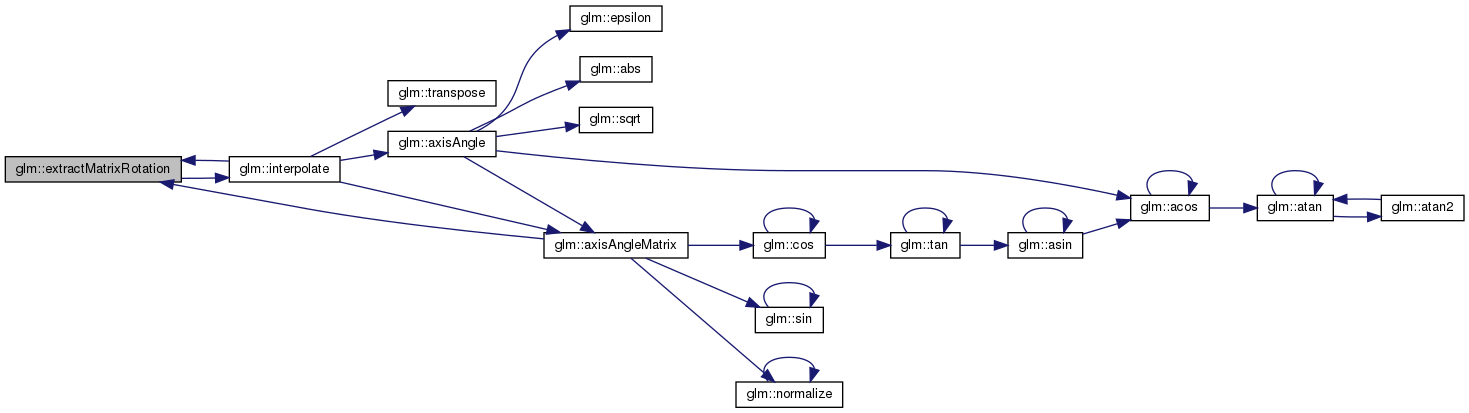 glm::epsilon
glm::abs
glm::transpose
glm::sqrt
glm::axisAngle
glm::extractMatrixRotation
glm::interpolate
glm::acos
glm::atan
glm::atan2
glm::axisAngleMatrix
glm::cos
glm::tan
glm::asin
glm::sin
glm::normalize